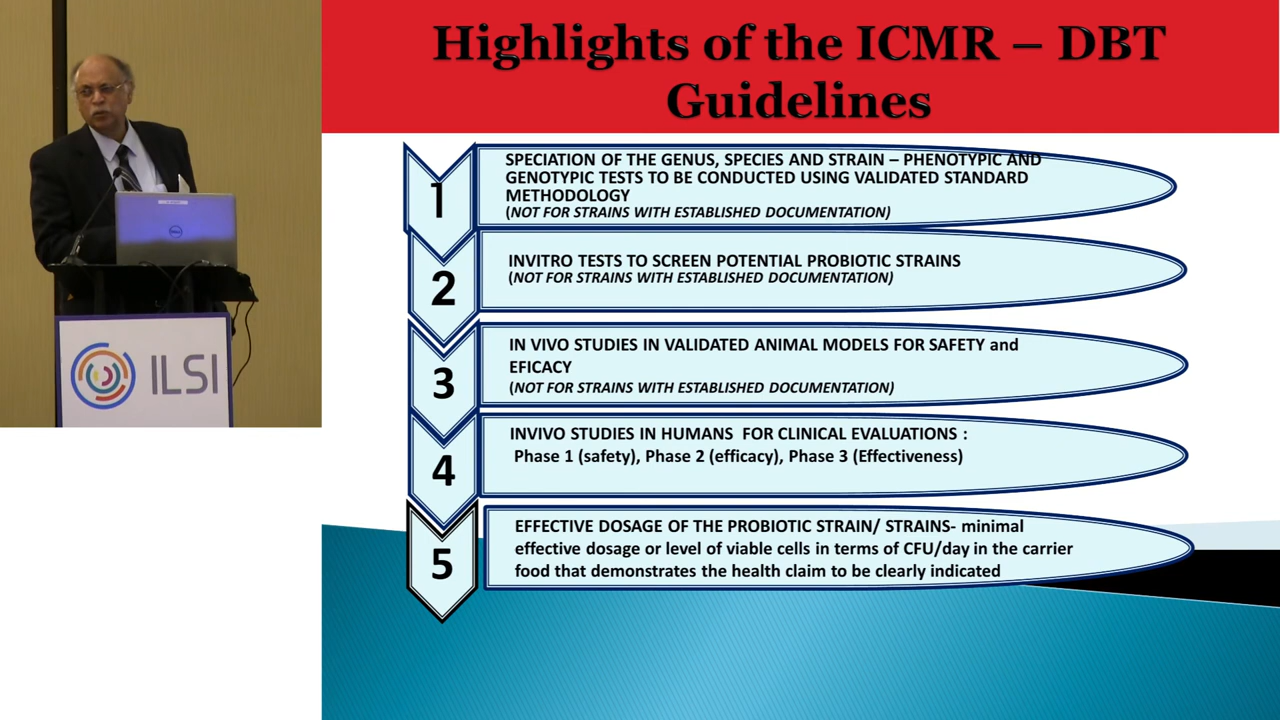 Highlights of the ICMR – DBT
Guidelines
1
SPECIATION OF THE GENUS, SPECIES AND STRAIN – PHENOTYPIC AND
GENOTYPIC TESTS TO BE CONDUCTED USING VALIDATED STANDARD
METHODOLOGY
(NOT FOR STRAINS WITH ESTABLISHED DOCUMENTATION)
2
INVITRO TESTS TO SCREEN POTENTIAL PROBIOTIC STRAINS
(NOT FOR STRAINS WITH ESTABLISHED DOCUMENTATION)
3
IN VIVO STUDIES IN VALIDATED ANIMAL MODELS FOR SAFETY and
EFICACY
(NOT FOR STRAINS WITH ESTABLISHED DOCUMENTATION)
4
INVIVO STUDIES IN HUMANS FOR CLINICAL EVALUATIONS :
Phase 1 (safety), Phase 2 (efficacy), Phase 3 (Effectiveness)
5
EFFECTIVE DOSAGE OF THE PROBIOTIC STRAIN/ STRAINS- minimal
effective dosage or level of viable cells in terms of CFU/day in the carrier
food that demonstrates the health claim to be clearly indicated
DELL
ILSI